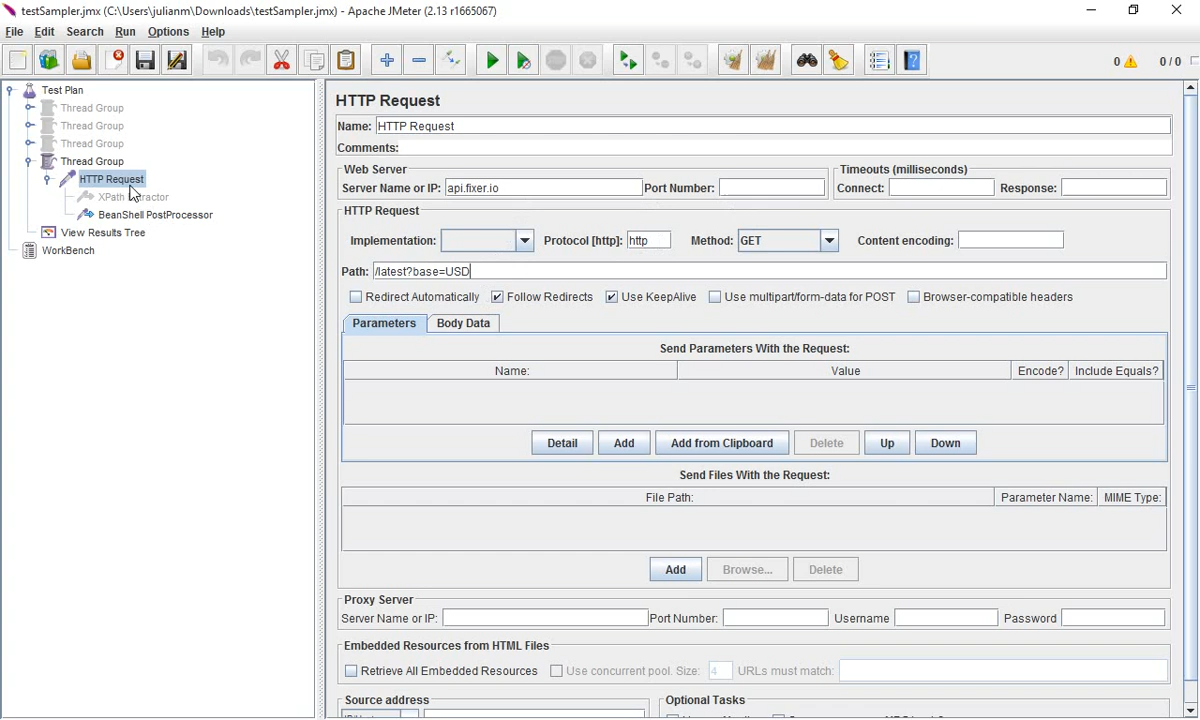 testSampler.jmx (C:\Users\julianm\Downloads\testSampler.jmx) - Apache JMeter (2.13 r1665067)
File Edit Search Run Options Help
0 0 / 0
Test Plan
Thread Group
Thread Group
Thread Group
Thread Group
HTTP Request
XPath Extractor
BeanShell PostProcessor
View Results Tree
WorkBench
HTTP Request
Name: HTTP Request
Comments:
Web Server
Server Name or IP: api.fixer.io Port Number:
Timeouts (milliseconds)
Connect: Response:
HTTP Request
Implementation: Protocol [http]: http Method: GET Content encoding:
Path: /latest?base=USD
Redirect Automatically Follow Redirects Use KeepAlive Use multipart/form-data for POST Browser-compatible headers
Parameters Body Data
Send Parameters With the Request:
Name: Value Encode? Include Equals?
Detail Add Add from Clipboard Delete Up Down
Send Files With the Request:
File Path: Parameter Name: MIME Type:
Add Browse... Delete
Proxy Server
Server Name or IP: Port Number: Username Password
Embedded Resources from HTML Files
Retrieve All Embedded Resources Use concurrent pool. Size: 4 URLs must match:
Source address
Optional Tasks